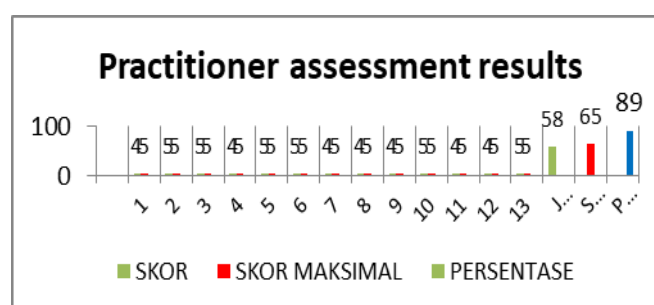 Practitioner assessment results
100
0
45 55 55 45 55 55 45 45 45 55 45 45 55 58 65 89
1 2 3 4 5 6 7 8 9 10 11 12 13 J... S... P...
SKOR SKOR MAKSIMAL PERSENTASE